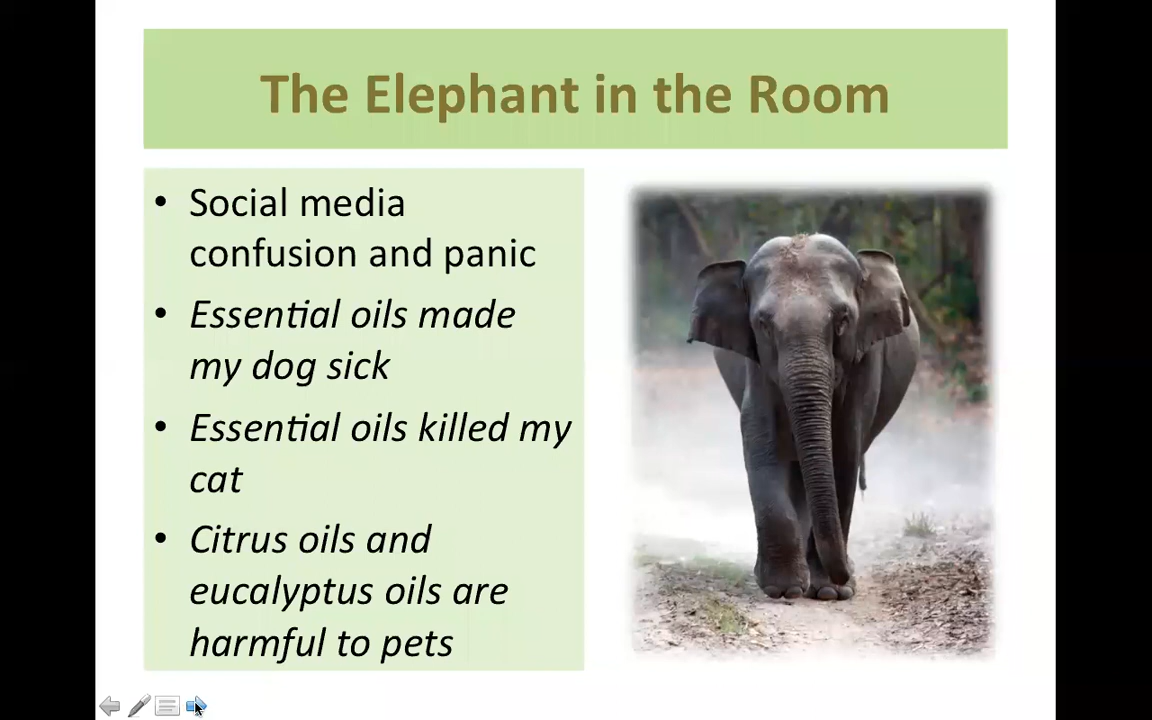 The Elephant in the Room
• Social media
confusion and panic
• Essential oils made
my dog sick
• Essential oils killed my
cat
• Citrus oils and
eucalyptus oils are
harmful to pets